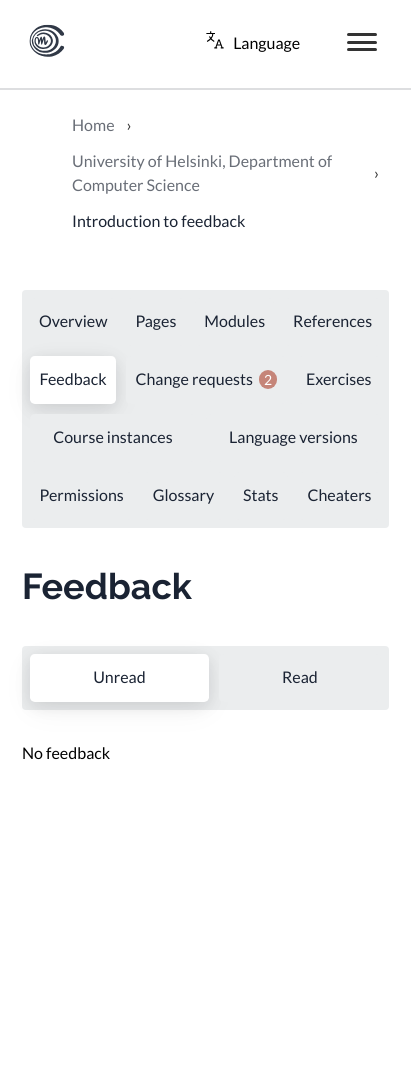 Language
Home ›
University of Helsinki, Department of
Computer Science ›
Introduction to feedback
Overview Pages Modules References
Feedback Change requests 2 Exercises
Course instances Language versions
Permissions Glossary Stats Cheaters
Feedback
Unread Read
No feedback